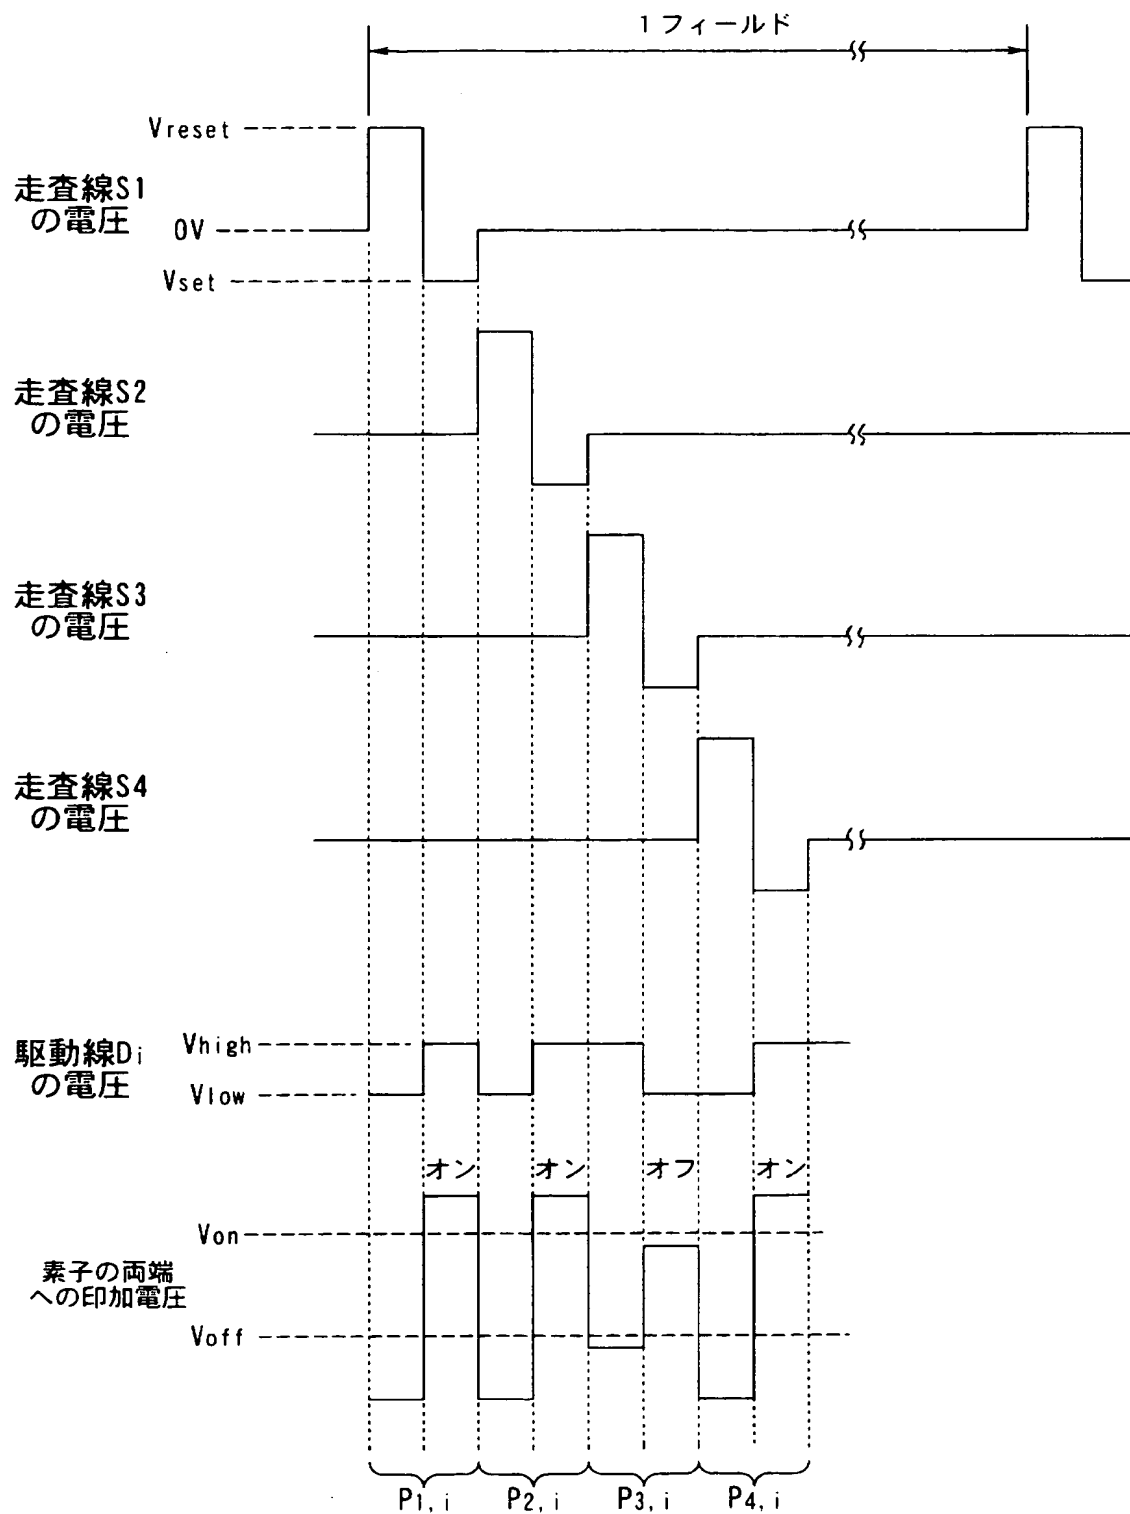 1フィールド
Vreset
走査線S1
の電圧
0V
Vset
走査線S2
の電圧
走査線S3
の電圧
走査線S4
の電圧
駆動線Di
の電圧
Vhigh
Vlow
オン
オン
オフ
オン
Von
素子の両端
への印加電圧
Voff
P1, i
P2, i
P3, i
P4, i